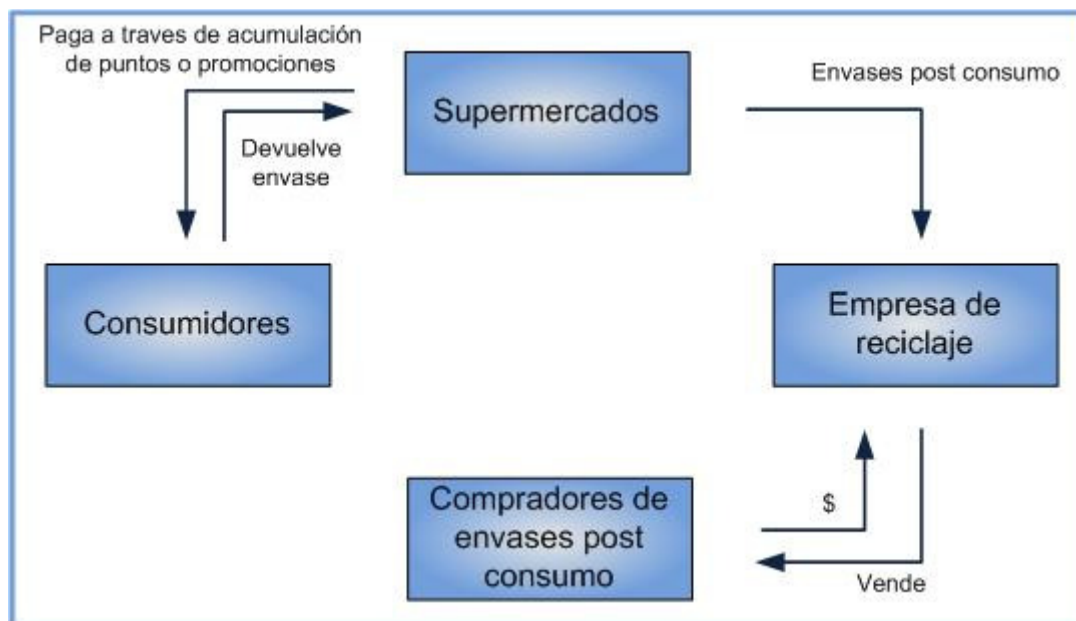 Paga a traves de acumulación
de puntos o promociones
Supermercados
Envases post consumo
Devuelve
envase
Consumidores
Empresa de
reciclaje
Compradores de
envases post
consumo
$
Vende